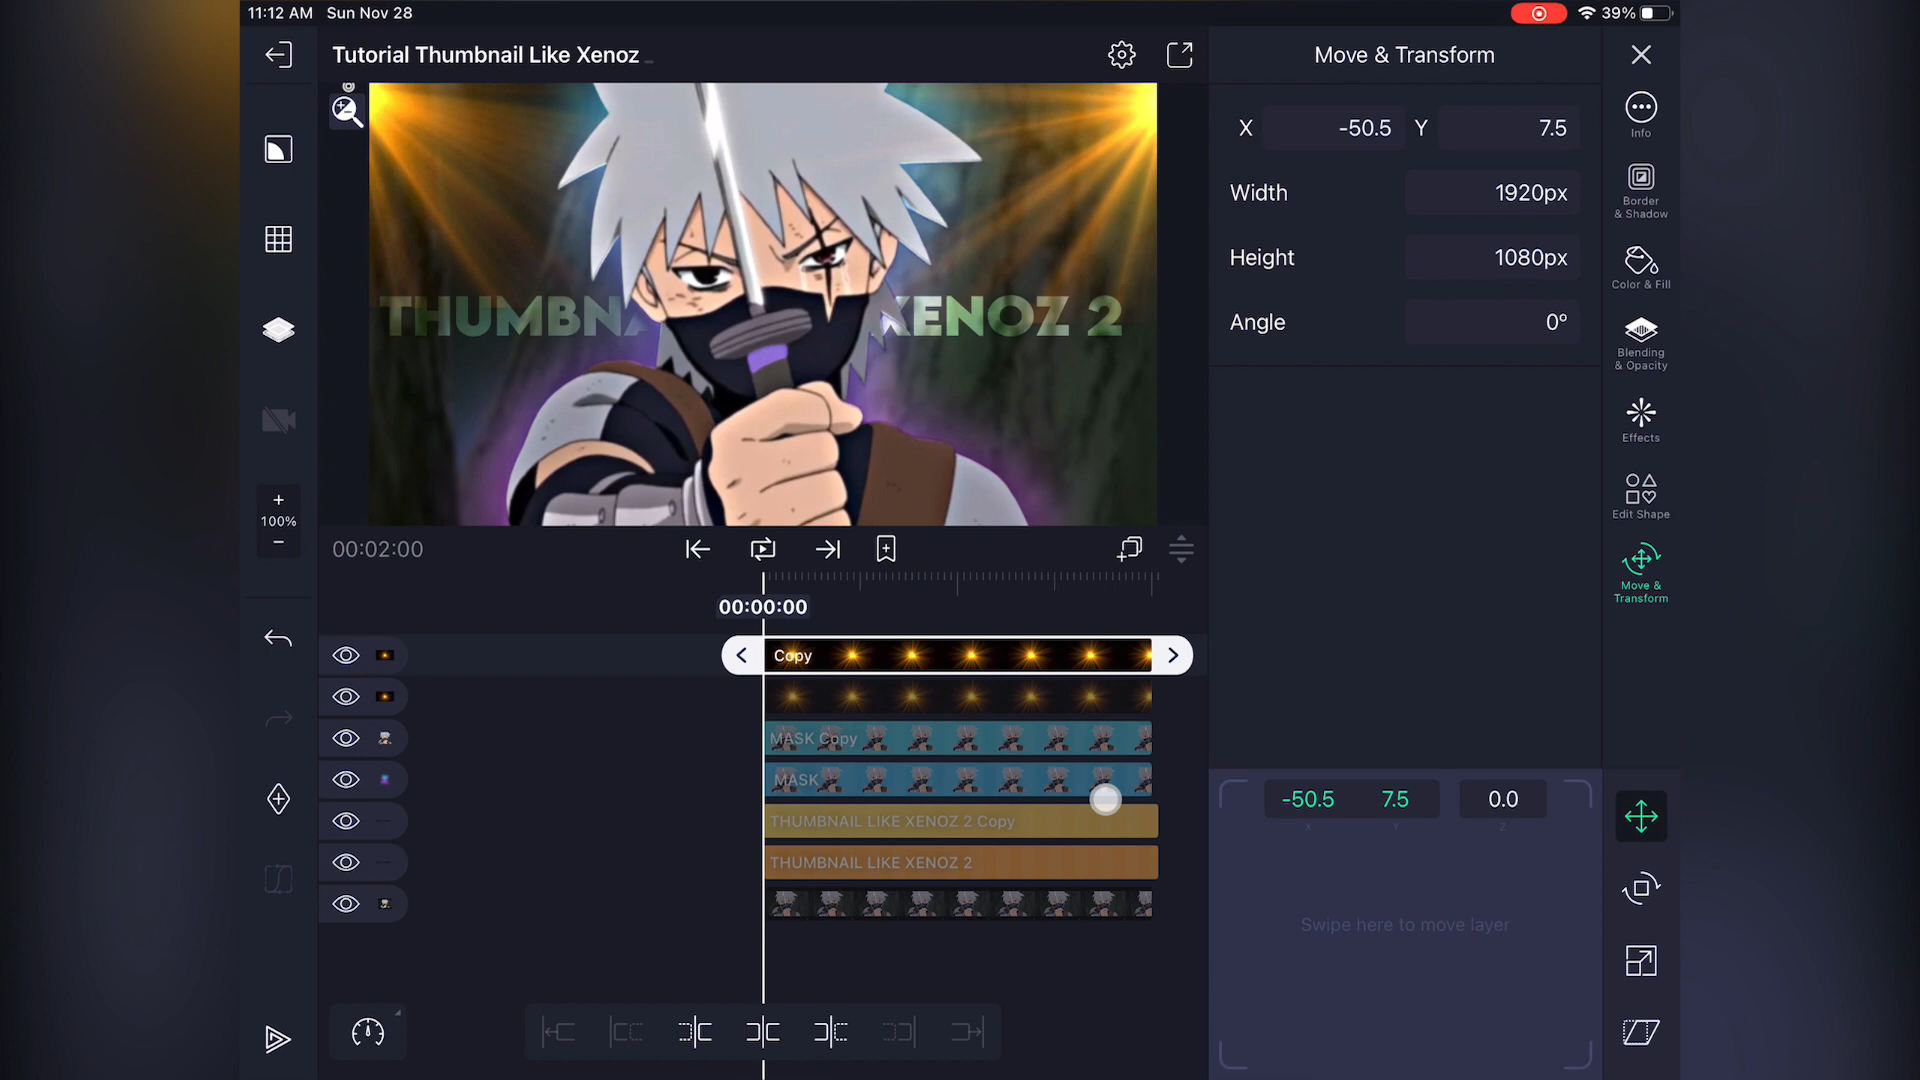 11:12 AM Sun Nov 28
39%
Tutorial Thumbnail Like Xenoz
Move & Transform
X -50.5 Y 7.5
Width 1920px
Height 1080px
Angle 0º
Info
Border
& Shadow
Color & Fill
Blending
& Opacity
Effects
Edit Shape
Move &
Transform
THUMBNA XENOZ 2
+
100%
−
00:02:00
00:00:00
Copy
MASK Copy
MASK
THUMBNAIL LIKE XENOZ 2 Copy
THUMBNAIL LIKE XENOZ 2
-50.5 7.5 0.0
X Y Z
Swipe here to move layer